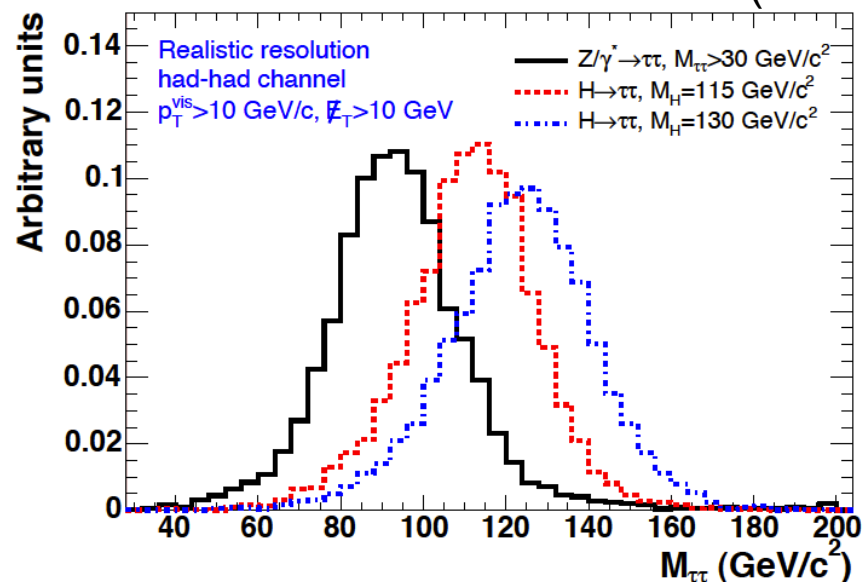 (
0.14
0.12
0.1
0.08
0.06
0.04
0.02
0
Arbitrary units
Realistic resolution
had-had channel
p_T^vis>10 GeV/c, E̸_T>10 GeV
Z/γ*→ττ, M_ττ>30 GeV/c²
H→ττ, M_H=115 GeV/c²
H→ττ, M_H=130 GeV/c²
40 60 80 100 120 140 160 180 200
M_ττ (GeV/c²)